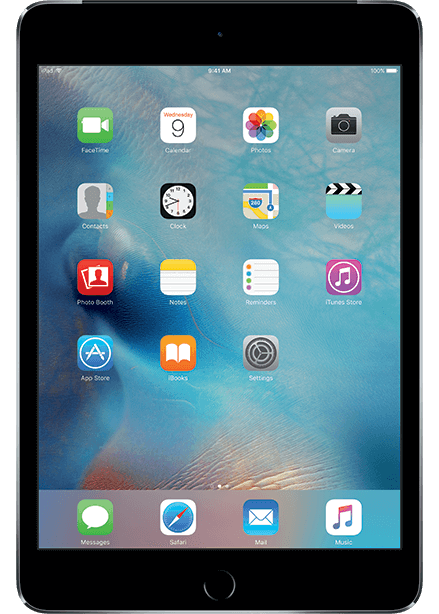 iPad 9:41 AM 100%
Wednesday
9
FaceTime Calendar Photos Camera
280
Contacts Clock Maps Videos
Photo Booth Notes Reminders iTunes Store
App Store iBooks Settings
Messages Safari Mail Music